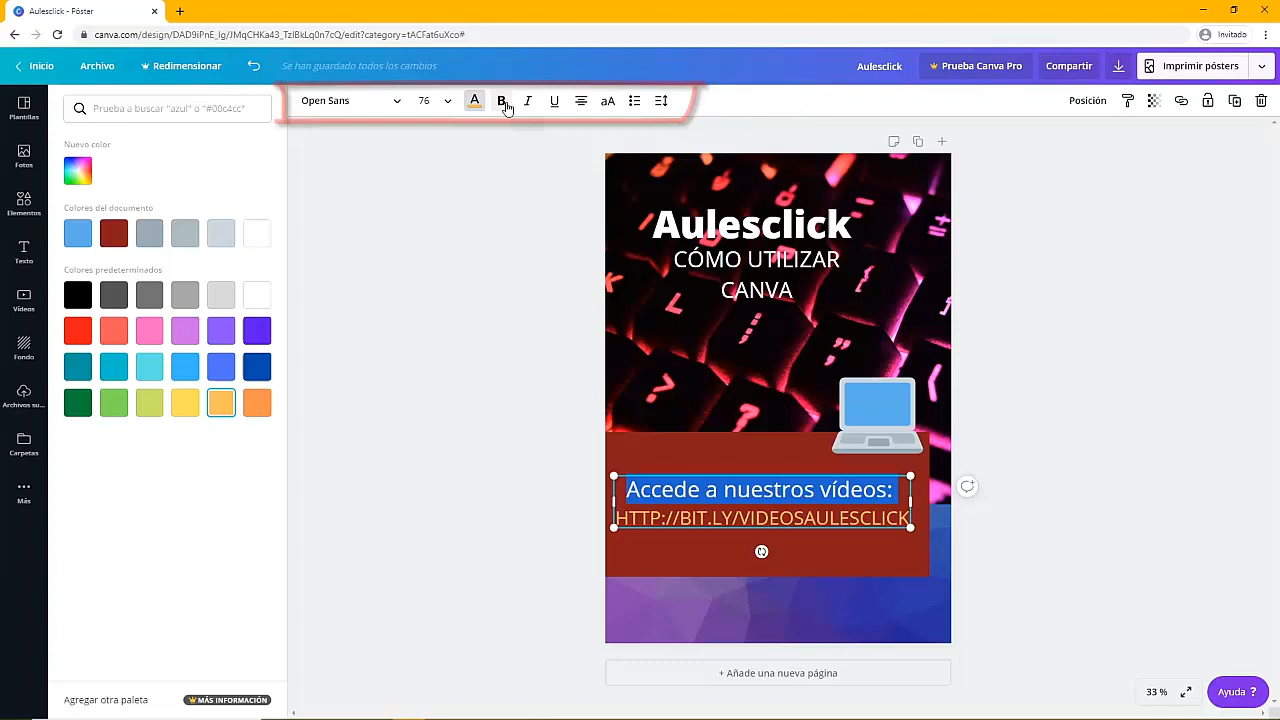 Aulesclick - Póster
canva.com/design/DAD9iPnE_lg/JMqCHKa43_TzlBkLq0n7cQ/edit?category=tACFat6uXco#
Invitado
Inicio
Archivo
Redimensionar
Se han guardado todos los cambios
Aulesclick
Prueba Canva Pro
Compartir
Imprimir pósters
Plantillas
Fotos
Elementos
Texto
Vídeos
Fondo
Archivos su...
Carpetas
Más
Prueba a buscar "azul" o "#00c4cc"
Open Sans
76
A
B
I
U
aA
Posición
Nuevo color
Colores del documento
Colores predeterminados
Agregar otra paleta
MÁS INFORMACIÓN
Aulesclick
CÓMO UTILIZAR
CANVA
Accede a nuestros vídeos:
HTTP://BIT.LY/VIDEOSAULESCLICK
+ Añade una nueva página
33 %
Ayuda ?